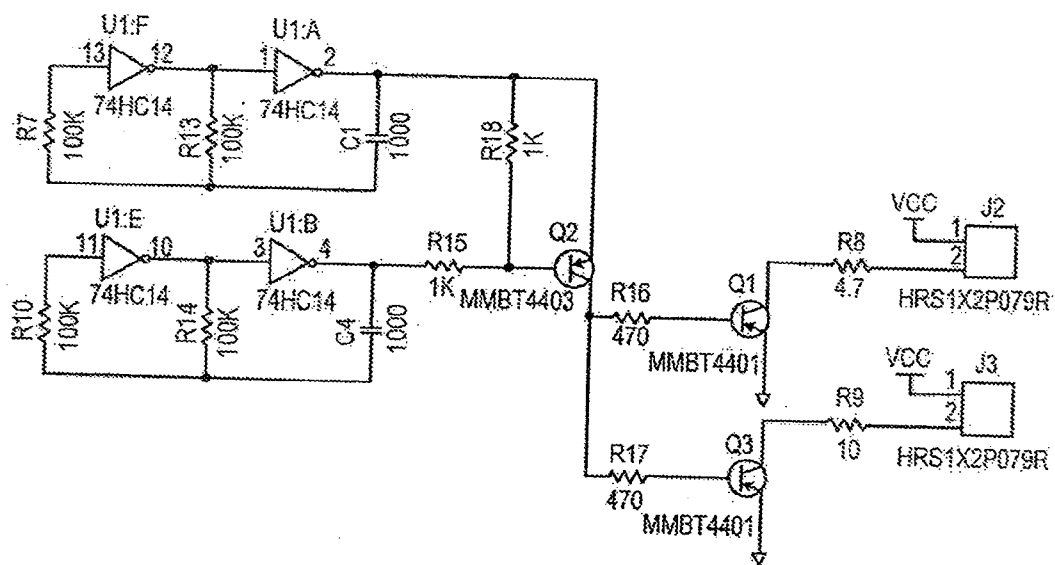 U1:F
U1:A
13
12
1
2
74HC14
74HC14
R7
100K
R13
100K
C1
1000
R18
1K
U1:E
U1:B
11
10
3
4
74HC14
74HC14
R10
100K
R14
100K
C4
1000
R15
1K
Q2
MMBT4403
R16
470
Q1
MMBT4401
R8
4.7
VCC
J2
1
2
HRS1X2P079R
R17
470
Q3
MMBT4401
R9
10
VCC
J3
1
2
HRS1X2P079R